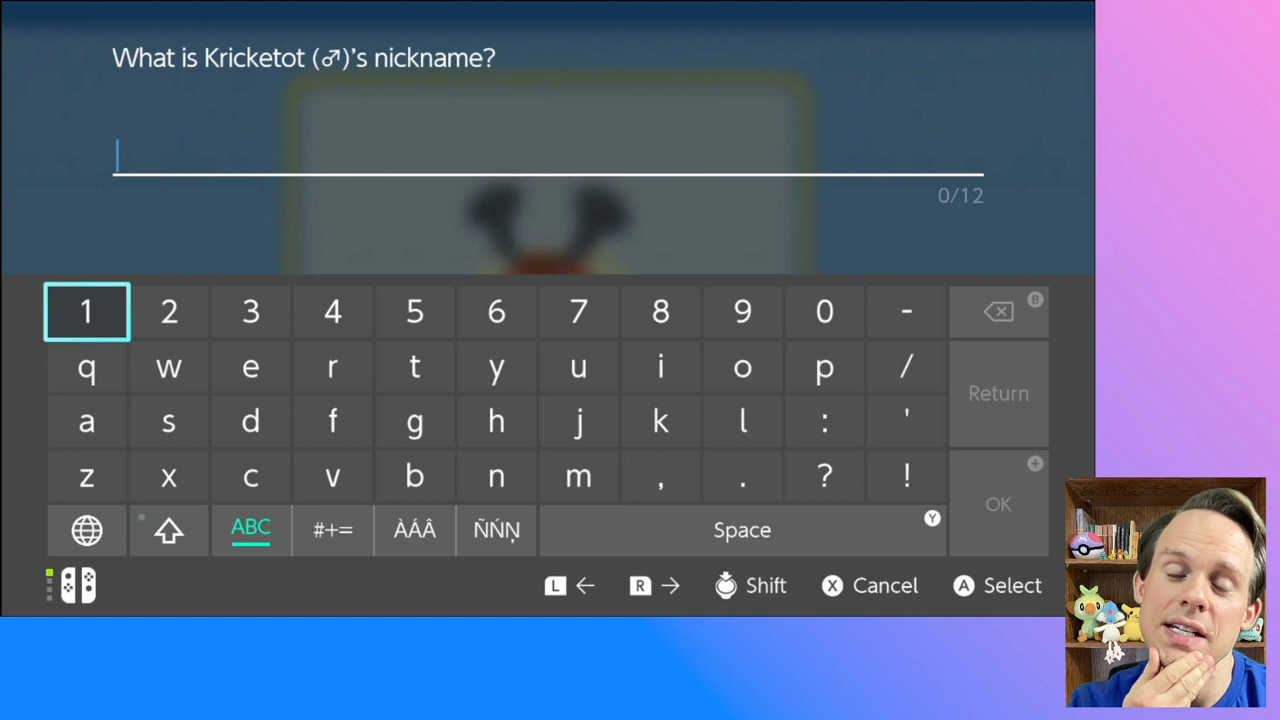 What is Kricketot (♂)'s nickname?
0/12
1 2 3 4 5 6 7 8 9 0 -
q w e r t y u i o p /
Return
a s d f g h j k l : '
z x c v b n m , . ? !
OK
ABC #+= ÀÁÂ ÑŃŅ Space Y
L ← R → Shift X Cancel A Select
B
+